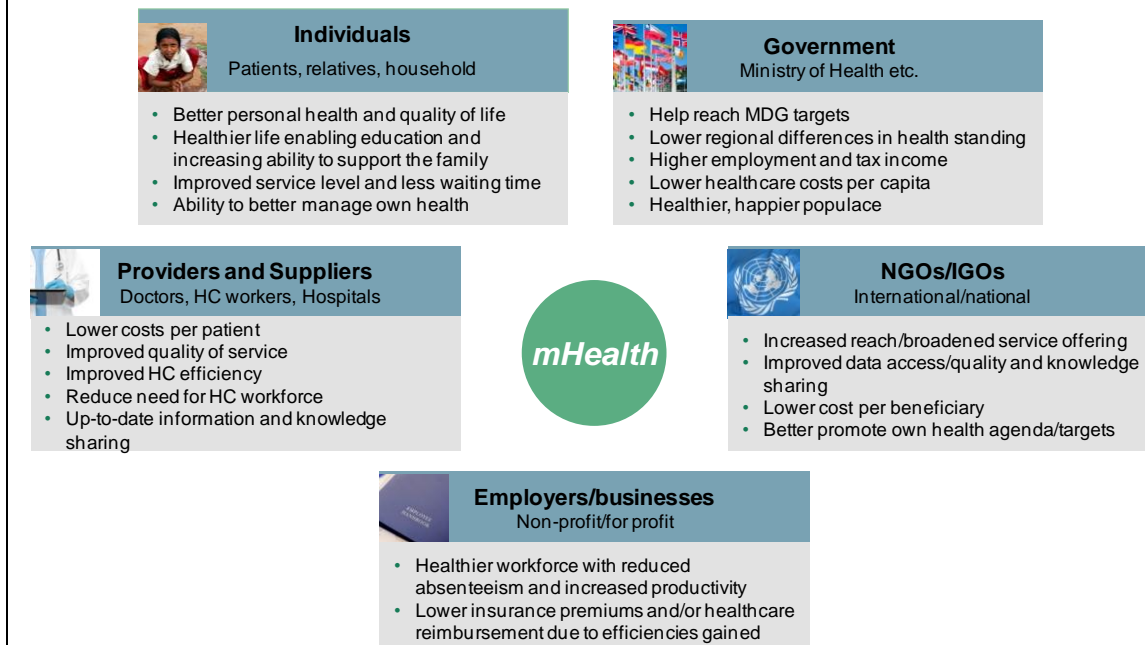 Individuals
Patients, relatives, household
• Better personal health and quality of life
• Healthier life enabling education and
increasing ability to support the family
• Improved service level and less waiting time
• Ability to better manage own health
Government
Ministry of Health etc.
• Help reach MDG targets
• Lower regional differences in health standing
• Higher employment and tax income
• Lower healthcare costs per capita
• Healthier, happier populace
Providers and Suppliers
Doctors, HC workers, Hospitals
• Lower costs per patient
• Improved quality of service
• Improved HC efficiency
• Reduce need for HC workforce
• Up-to-date information and knowledge
sharing
mHealth
NGOs/IGOs
International/national
• Increased reach/broadened service offering
• Improved data access/quality and knowledge
sharing
• Lower cost per beneficiary
• Better promote own health agenda/targets
EMPLOYEE
HANDBOOK
Employers/businesses
Non-profit/for profit
• Healthier workforce with reduced
absenteeism and increased productivity
• Lower insurance premiums and/or healthcare
reimbursement due to efficiencies gained